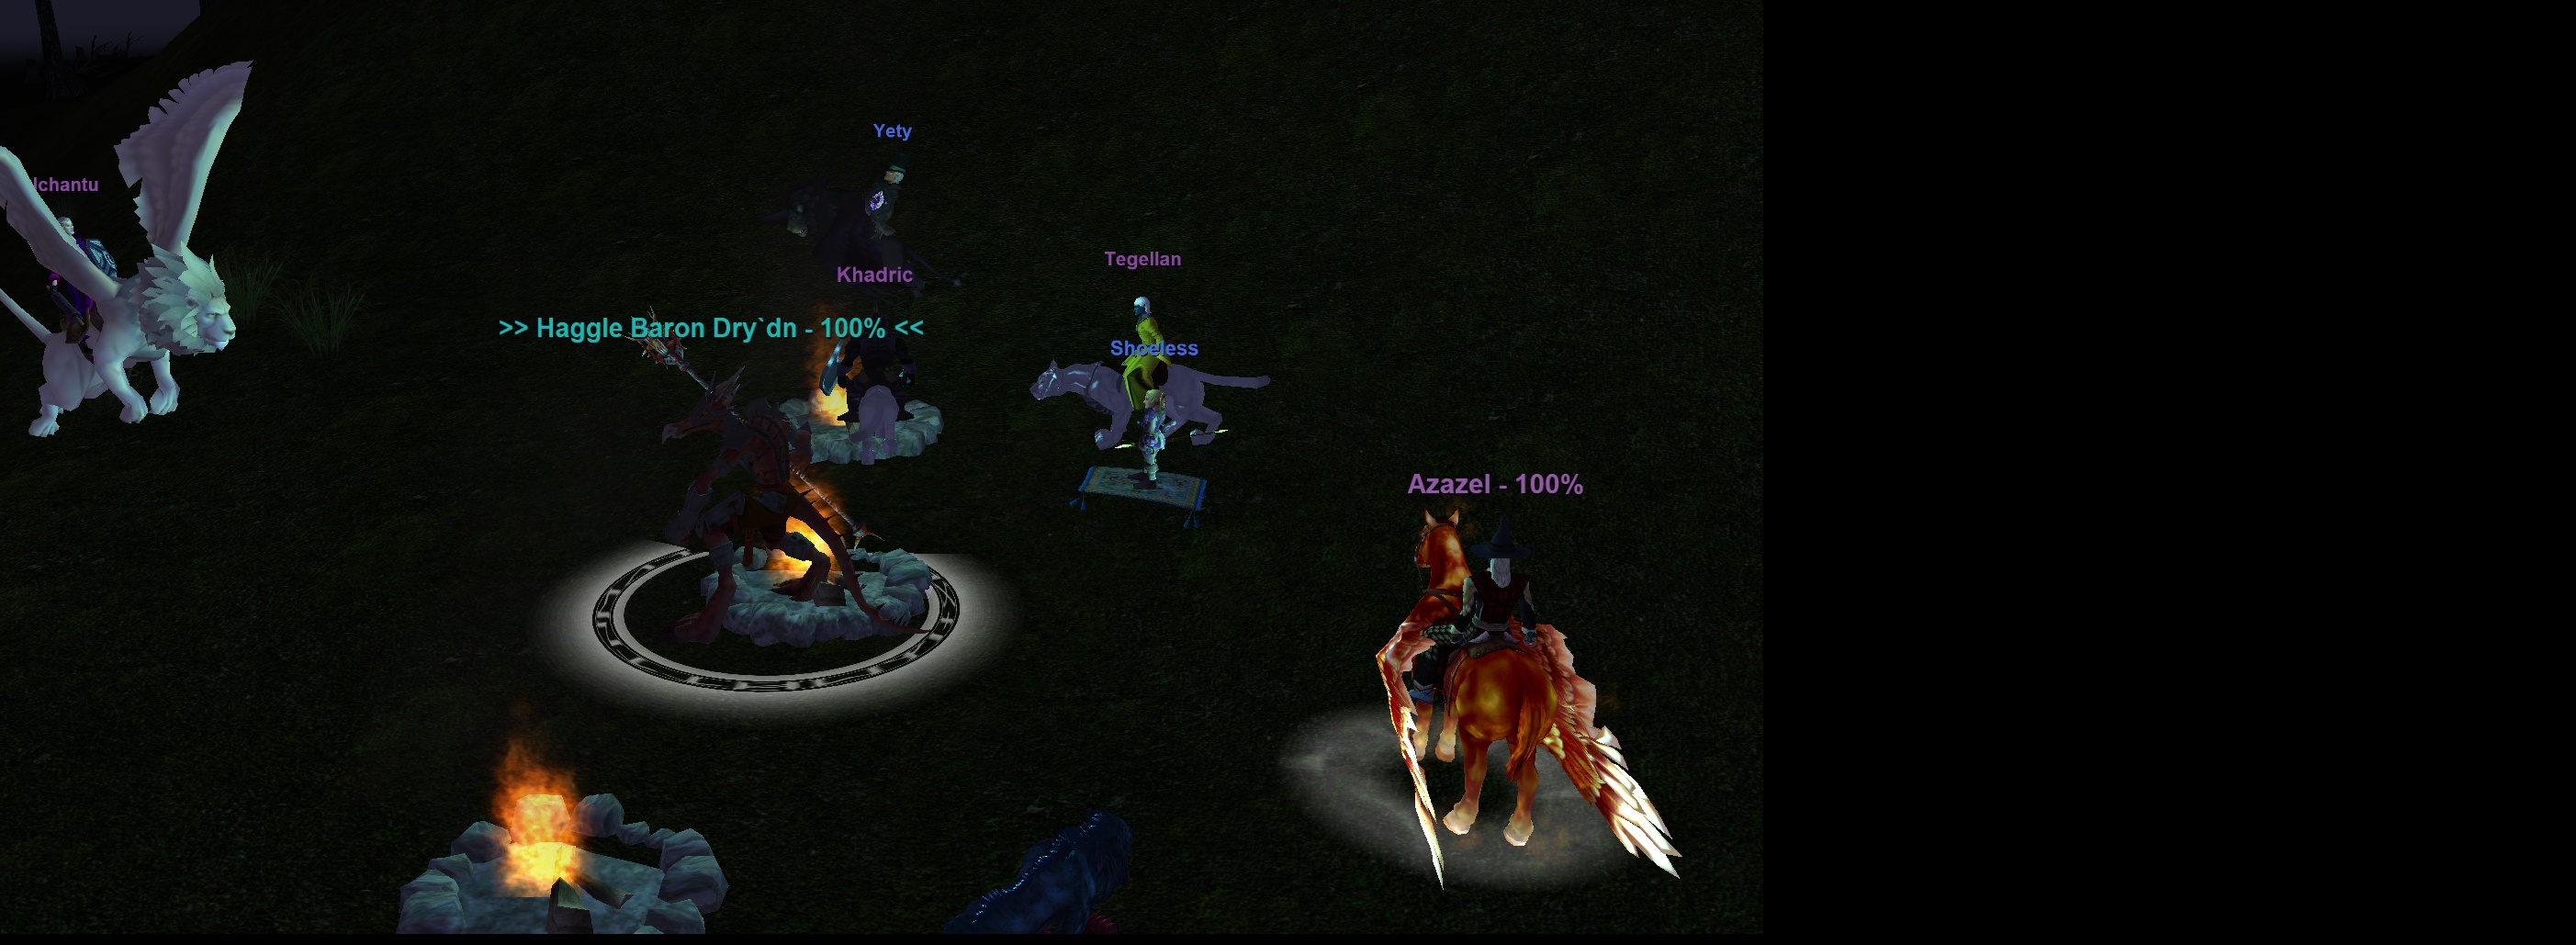 Yety
lchantu
Tegellan
Khadric
>> Haggle Baron Dry`dn - 100% <<
Shoeless
Azazel - 100%